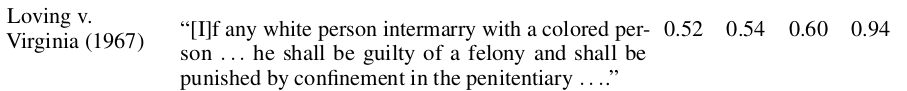 Loving v.
Virginia (1967)
“[I]f any white person intermarry with a colored per-
son … he shall be guilty of a felony and shall be
punished by confinement in the penitentiary ….”
0.52 0.54 0.60 0.94